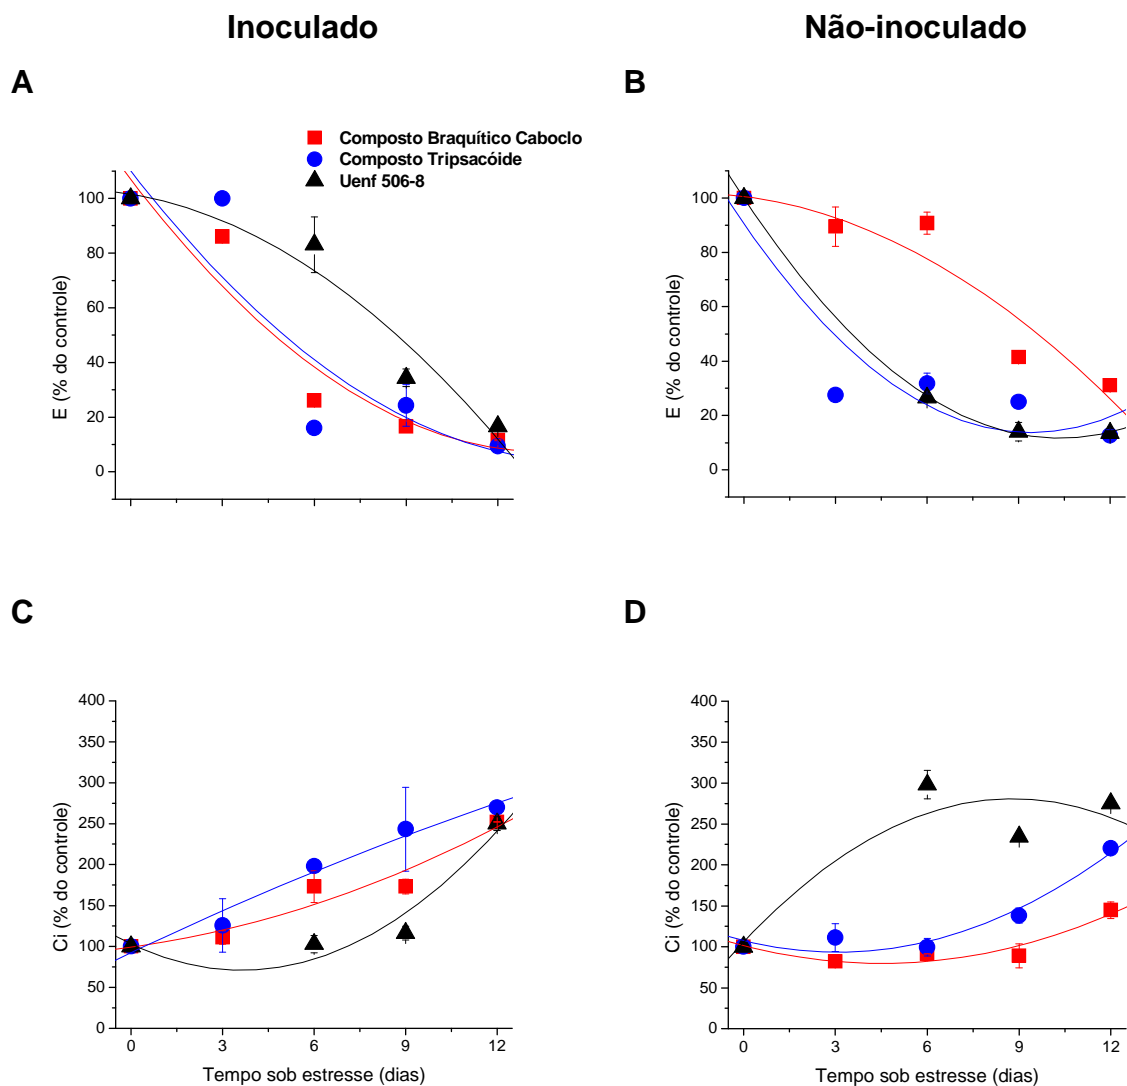 Inoculado
Não-inoculado
A
B
Composto Braquítico Caboclo
Composto Tripsacóide
Uenf 506-8
100
80
60
40
20
0
E (% do controle)
100
80
60
40
20
0
E (% do controle)
C
D
400
350
300
250
200
150
100
50
0
Ci (% do controle)
0 3 6 9 12
Tempo sob estresse (dias)
400
350
300
250
200
150
100
50
0
Ci (% do controle)
0 3 6 9 12
Tempo sob estresse (dias)